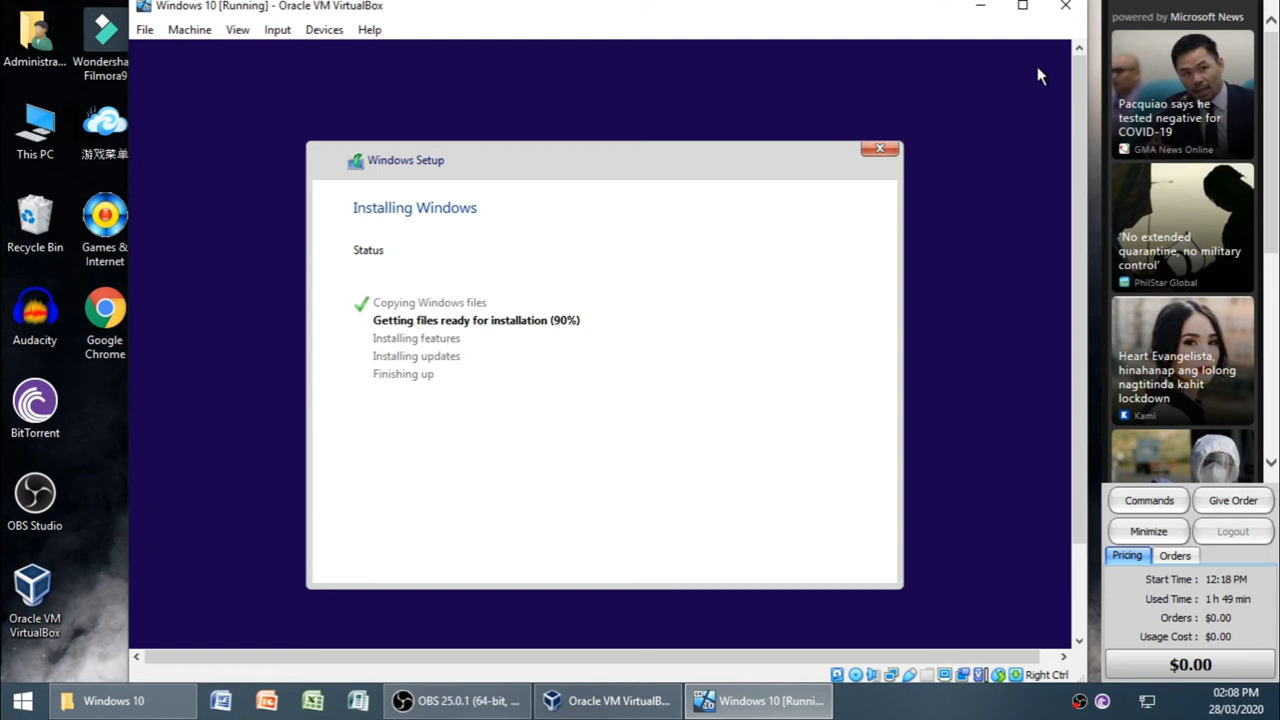 Windows 10 [Running] - Oracle VM VirtualBox
File Machine View Input Devices Help
Administra...
Wondersha...
Filmora9
This PC
游戏菜单
Recycle Bin
Games &
Internet
Audacity
Google
Chrome
BitTorrent
OBS Studio
Oracle VM
VirtualBox
Windows Setup
Installing Windows
Status
Copying Windows files
Getting files ready for installation (90%)
Installing features
Installing updates
Finishing up
Right Ctrl
powered by Microsoft News
Pacquiao says he
tested negative for
COVID-19
GMA News Online
'No extended
quarantine, no military
control'
PhilStar Global
Heart Evangelista,
hinahanap ang lolong
nagtitinda kahit
lockdown
Kami
Commands Give Order
Minimize Logout
Pricing Orders
Start Time : 12:18 PM
Used Time : 1 h 49 min
Orders : $0.00
Usage Cost : $0.00
$0.00
Windows 10
OBS 25.0.1 (64-bit, ...
Oracle VM VirtualB...
Windows 10 [Runni...
02:08 PM
28/03/2020